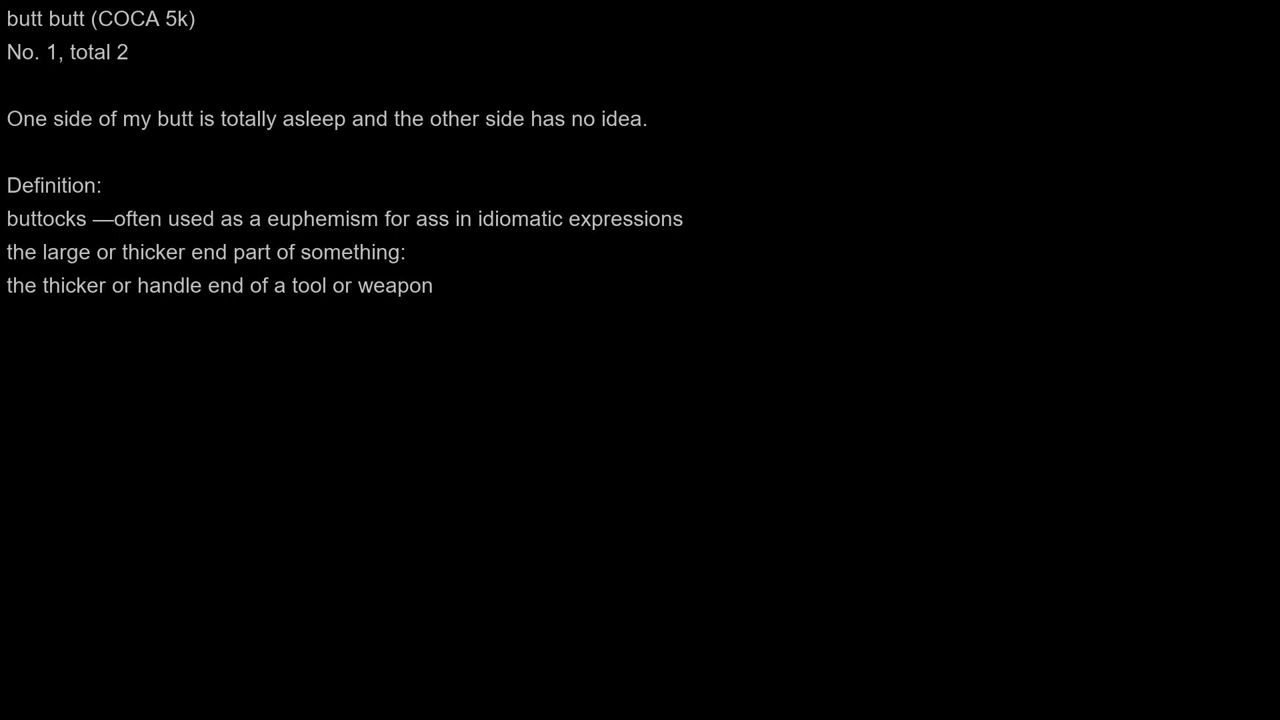 butt butt (COCA 5k)
No. 1, total 2
One side of my butt is totally asleep and the other side has no idea.
Definition:
buttocks —often used as a euphemism for ass in idiomatic expressions
the large or thicker end part of something:
the thicker or handle end of a tool or weapon